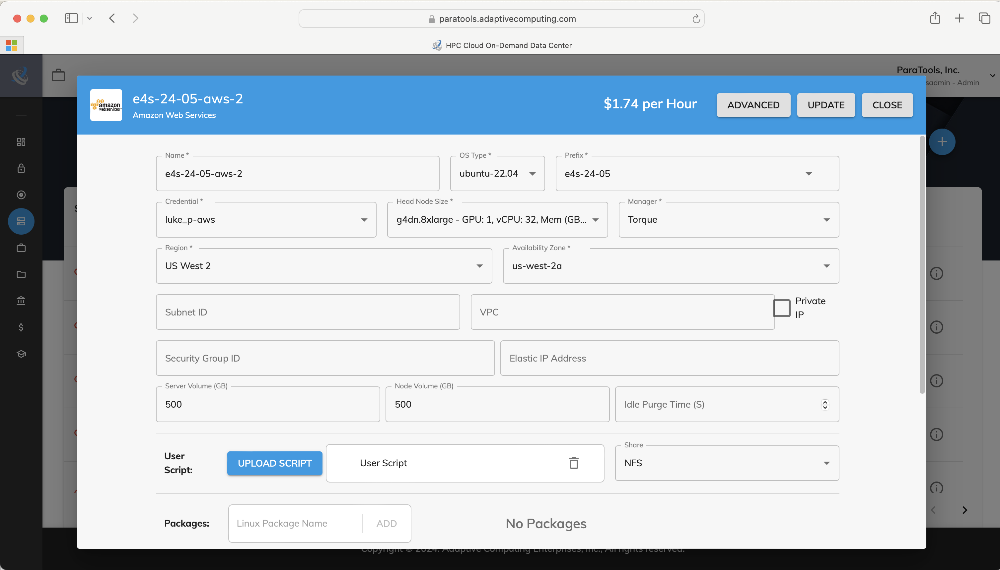 paratools.adaptivecomputing.com
HPC Cloud On-Demand Data Center
ParaTools, Inc.
sadmin - Admin
amazon
webservices™
e4s-24-05-aws-2
Amazon Web Services
$1.74 per Hour
ADVANCED
UPDATE
CLOSE
Name *
e4s-24-05-aws-2
OS Type *
ubuntu-22.04
Prefix *
e4s-24-05
Credential *
luke_p-aws
Head Node Size *
g4dn.8xlarge - GPU: 1, vCPU: 32, Mem (GB...
Manager *
Torque
Region *
US West 2
Availability Zone *
us-west-2a
Subnet ID
VPC
Private
IP
Security Group ID
Elastic IP Address
Server Volume (GB)
500
Node Volume (GB)
500
Idle Purge Time (S)
User
Script:
UPLOAD SCRIPT
User Script
Share
NFS
Packages:
Linux Package Name
ADD
No Packages
Copyright © 2024. Adaptive Computing Enterprises, Inc., All rights reserved.